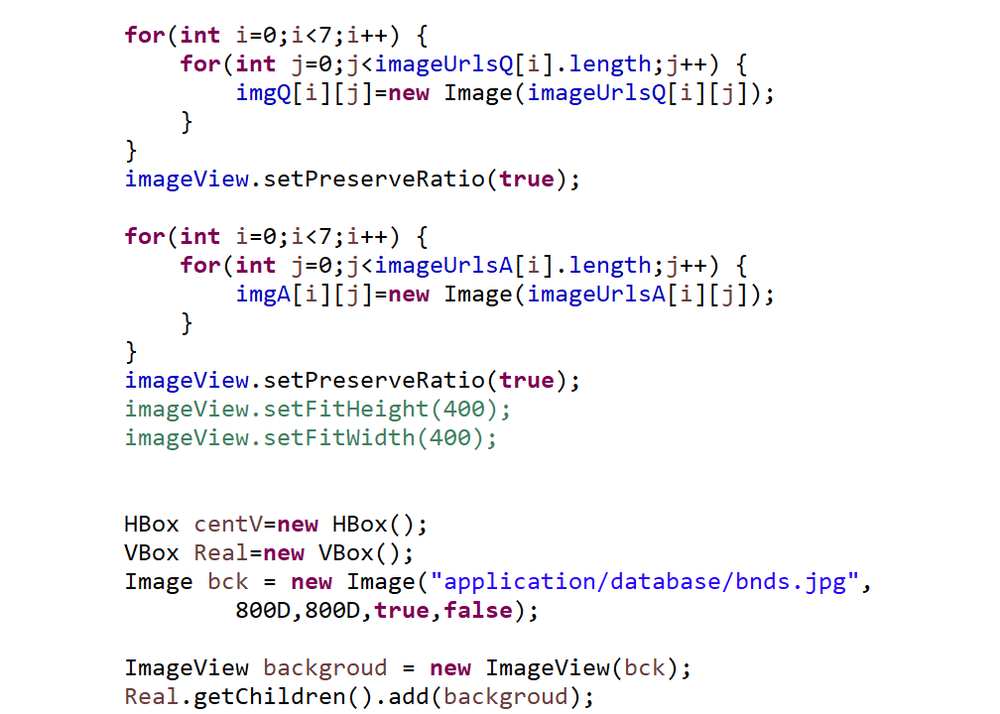 for(int i=0;i<7;i++) {
    for(int j=0;j<imageUrlsQ[i].length;j++) {
        imgQ[i][j]=new Image(imageUrlsQ[i][j]);
    }
}
imageView.setPreserveRatio(true);

for(int i=0;i<7;i++) {
    for(int j=0;j<imageUrlsA[i].length;j++) {
        imgA[i][j]=new Image(imageUrlsA[i][j]);
    }
}
imageView.setPreserveRatio(true);
imageView.setFitHeight(400);
imageView.setFitWidth(400);

HBox centV=new HBox();
VBox Real=new VBox();
Image bck = new Image("application/database/bnds.jpg",
        800D,800D,true,false);

ImageView backgroud = new ImageView(bck);
Real.getChildren().add(backgroud);